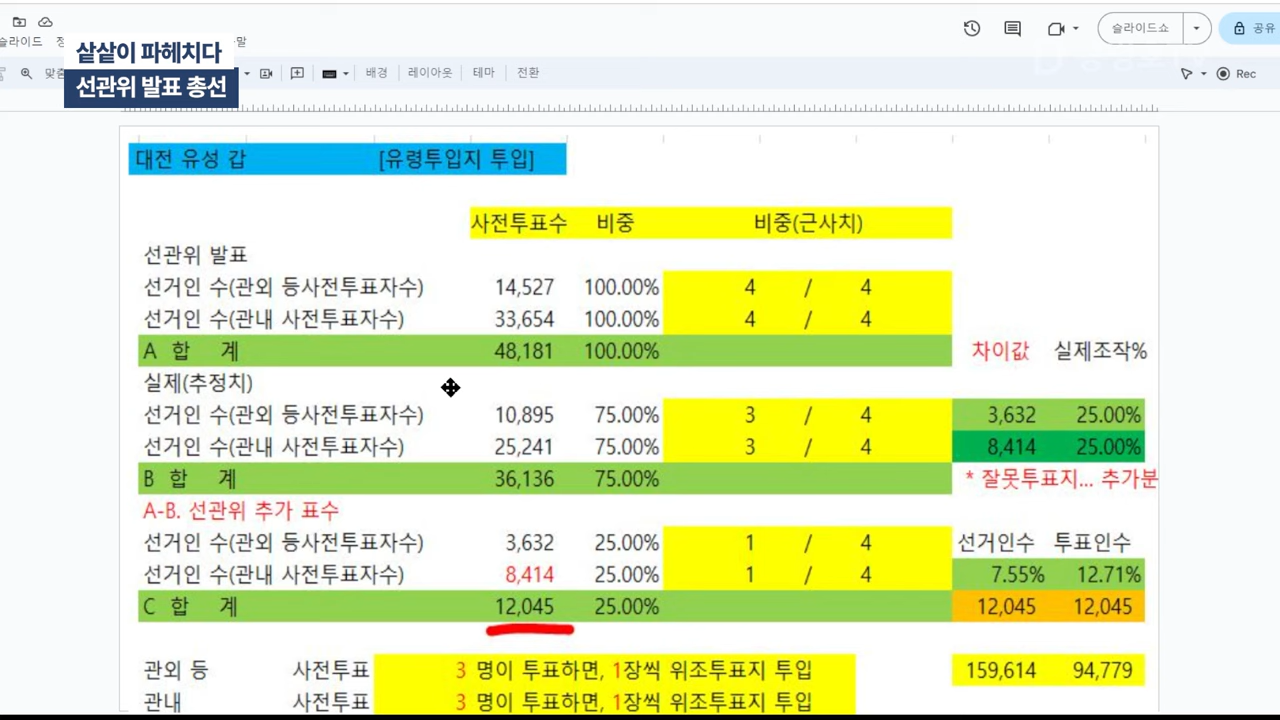 살샅이 파헤치다
선관위 발표 총선
슬라이드
배경 레이아웃 테마 전환
슬라이드쇼
공유
Rec
대전 유성 갑 [유령투입지 투입]
사전투표수 비중 비중(근사치)
선관위 발표
선거인 수(관외 등사전투표자수) 14,527 100.00% 4 / 4
선거인 수(관내 사전투표자수) 33,654 100.00% 4 / 4
A 합 계 48,181 100.00% 차이값 실제조작%
실제(추정치)
선거인 수(관외 등사전투표자수) 10,895 75.00% 3 / 4 3,632 25.00%
선거인 수(관내 사전투표자수) 25,241 75.00% 3 / 4 8,414 25.00%
B 합 계 36,136 75.00% * 잘못투표지... 추가분
A-B. 선관위 추가 표수
선거인 수(관외 등사전투표자수) 3,632 25.00% 1 / 4 선거인수 투표인수
선거인 수(관내 사전투표자수) 8,414 25.00% 1 / 4 7.55% 12.71%
C 합 계 12,045 25.00% 12,045 12,045
관외 등 사전투표 3 명이 투표하면, 1장씩 위조투표지 투입 159,614 94,779
관내 사전투표 3 명이 투표하면, 1장씩 위조투표지 투입